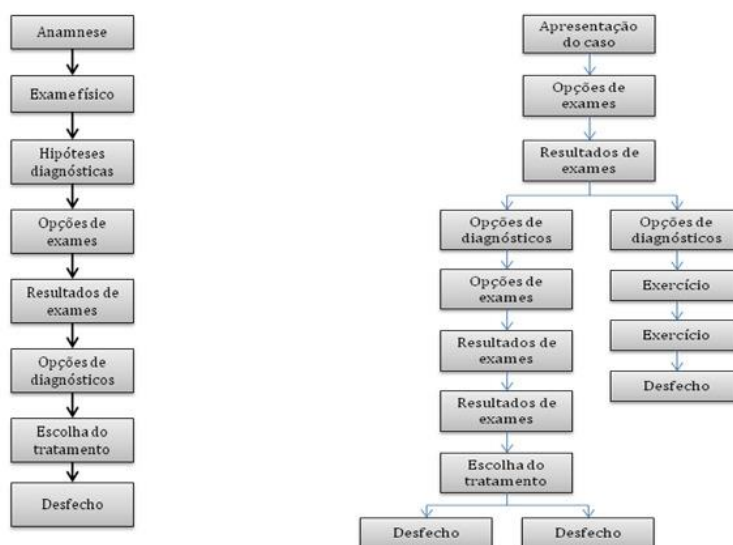 Anamnese
Exame físico
Hipóteses
diagnósticas
Opções de
exames
Resultados de
exames
Opções de
diagnósticos
Escolha do
tratamento
Desfecho
Apresentação
do caso
Opções de
exames
Resultados de
exames
Opções de
diagnósticos
Opções de
exames
Resultados de
exames
Resultados de
exames
Escolha do
tratamento
Desfecho
Desfecho
Opções de
diagnósticos
Exercício
Exercício
Desfecho